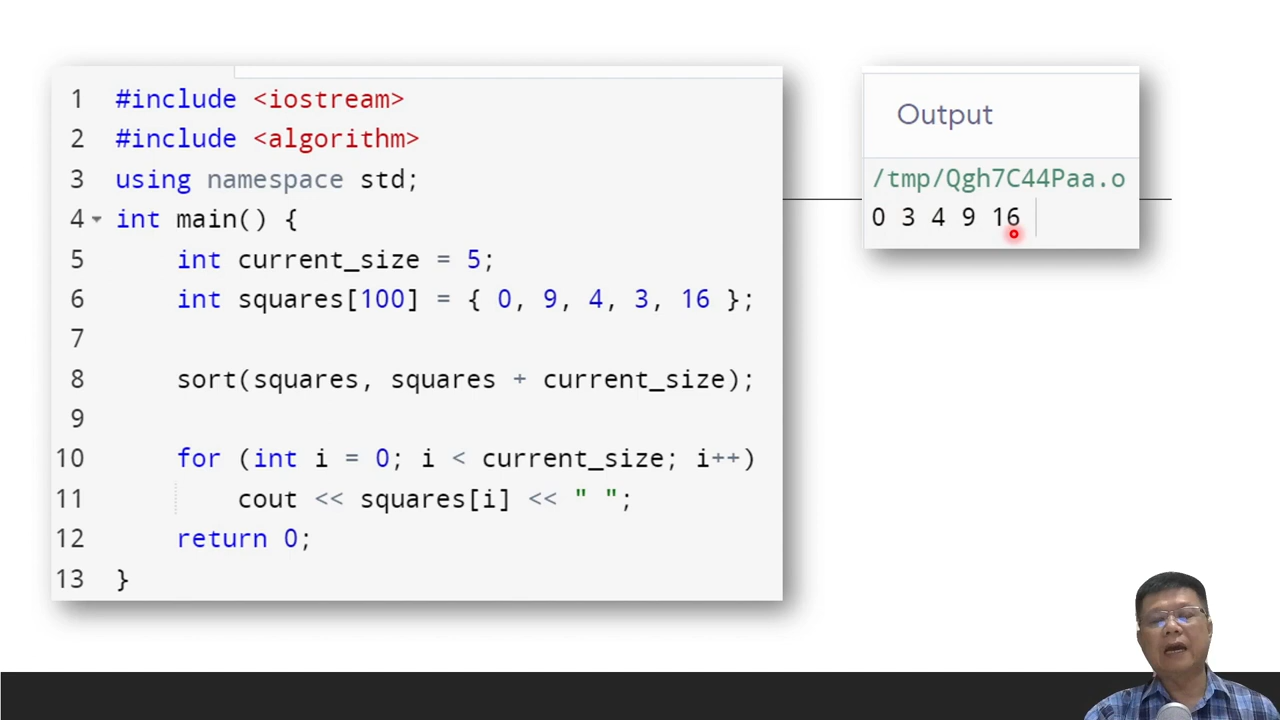 1 #include <iostream>
2 #include <algorithm>
3 using namespace std;
4 int main() {
5 int current_size = 5;
6 int squares[100] = { 0, 9, 4, 3, 16 };
7
8 sort(squares, squares + current_size);
9
10 for (int i = 0; i < current_size; i++)
11 cout << squares[i] << " ";
12 return 0;
13 }
Output
/tmp/Qgh7C44Paa.o
0 3 4 9 16